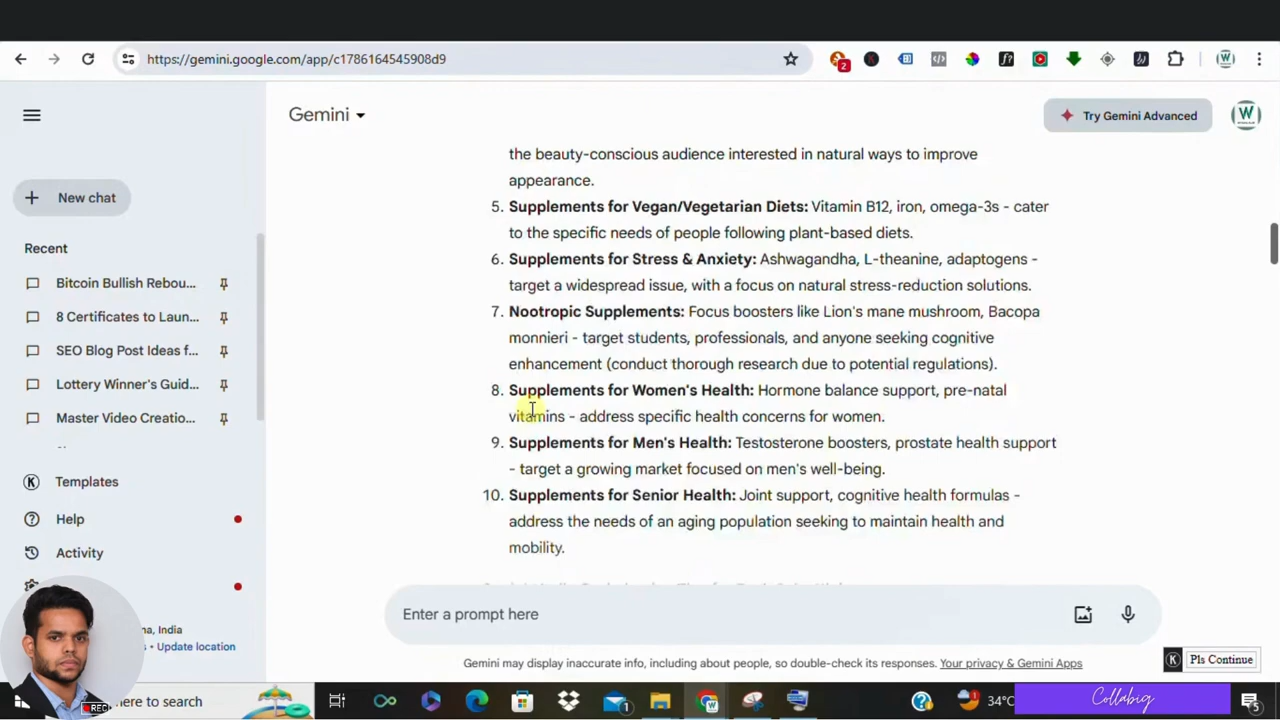 https://gemini.google.com/app/c1786164545908d9
2
W
Gemini
Try Gemini Advanced
W
New chat
Recent
Bitcoin Bullish Rebou...
8 Certificates to Laun...
SEO Blog Post Ideas f...
Lottery Winner's Guid...
Master Video Creatio...
Templates
Help
Activity
na, India
Update location
the beauty-conscious audience interested in natural ways to improve
appearance.
5. Supplements for Vegan/Vegetarian Diets: Vitamin B12, iron, omega-3s - cater
to the specific needs of people following plant-based diets.
6. Supplements for Stress & Anxiety: Ashwagandha, L-theanine, adaptogens -
target a widespread issue, with a focus on natural stress-reduction solutions.
7. Nootropic Supplements: Focus boosters like Lion's mane mushroom, Bacopa
monnieri - target students, professionals, and anyone seeking cognitive
enhancement (conduct thorough research due to potential regulations).
8. Supplements for Women's Health: Hormone balance support, pre-natal
vitamins - address specific health concerns for women.
9. Supplements for Men's Health: Testosterone boosters, prostate health support
- target a growing market focused on men's well-being.
10. Supplements for Senior Health: Joint support, cognitive health formulas -
address the needs of an aging population seeking to maintain health and
mobility.
Enter a prompt here
Gemini may display inaccurate info, including about people, so double-check its responses. Your privacy & Gemini Apps
K Pls Continue
REC
here to search
1
34°C
Collabig
5